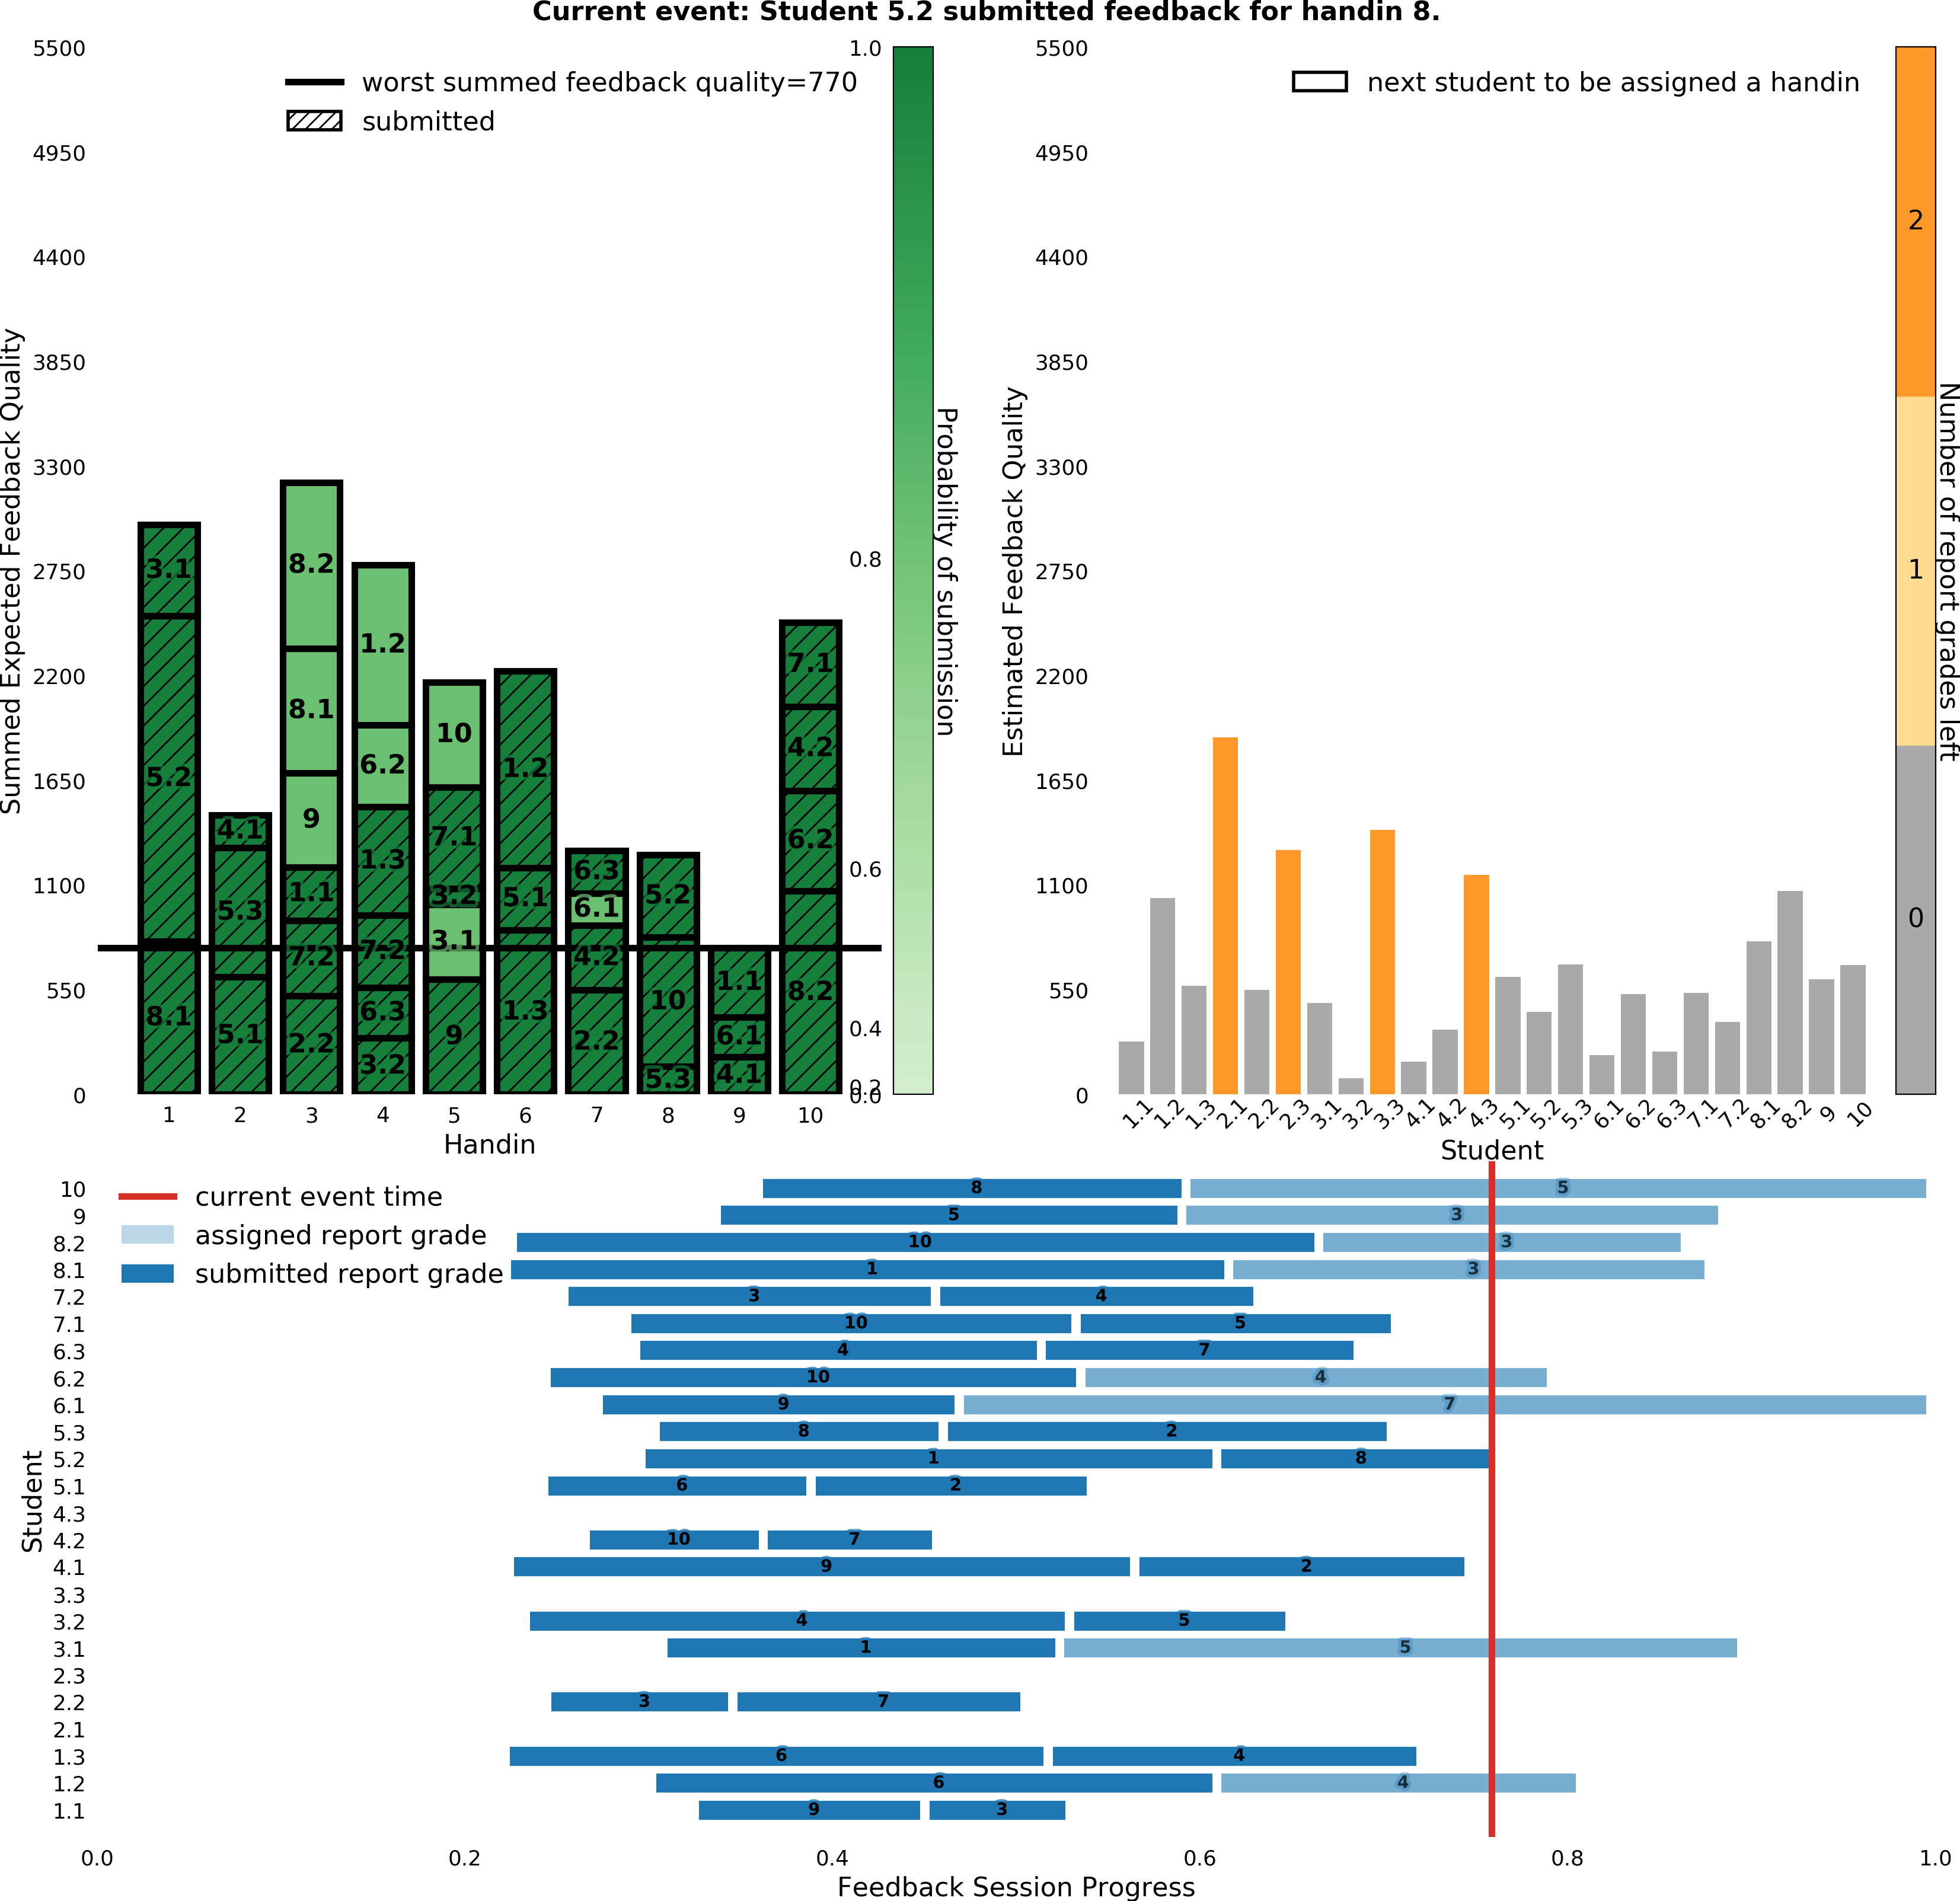 Current event: Student 5.2 submitted feedback for handin 8.
Summed Expected Feedback Quality
5500
4950
4400
3850
3300
2750
2200
1650
1100
550
0
worst summed feedback quality=770
submitted
3.1
5.2
8.1
4.1
5.3
5.1
8.2
8.1
9
1.1
7.2
2.2
1.2
6.2
1.3
7.2
6.3
3.2
10
7.1
3.2
3.1
9
1.2
5.1
1.3
6.3
6.1
4.2
2.2
5.2
10
5.3
1.1
6.1
4.1
7.1
4.2
6.2
8.2
1 2 3 4 5 6 7 8 9 10
Handin
1.0
0.8
0.6
0.4
0.2
0.0
Probability of submission
Estimated Feedback Quality
5500
4950
4400
3850
3300
2750
2200
1650
1100
550
0
next student to be assigned a handin
1.1 1.2 1.3 2.1 2.2 2.3 3.1 3.2 3.3 4.1 4.2 4.3 5.1 5.2 5.3 6.1 6.2 6.3 7.1 7.2 8.1 8.2 9 10
Student
2
1
0
Number of report grades left
current event time
assigned report grade
submitted report grade
Student
10 8 5
9 5 3
8.2 10 3
8.1 1 3
7.2 3 4
7.1 10 5
6.3 4 7
6.2 10 4
6.1 9 7
5.3 8 2
5.2 1 8
5.1 6 2
4.3
4.2 10 7
4.1 9 2
3.3
3.2 4 5
3.1 1 5
2.3
2.2 3 7
2.1
1.3 6 4
1.2 6 4
1.1 9 3
0.0 0.2 0.4 0.6 0.8 1.0
Feedback Session Progress